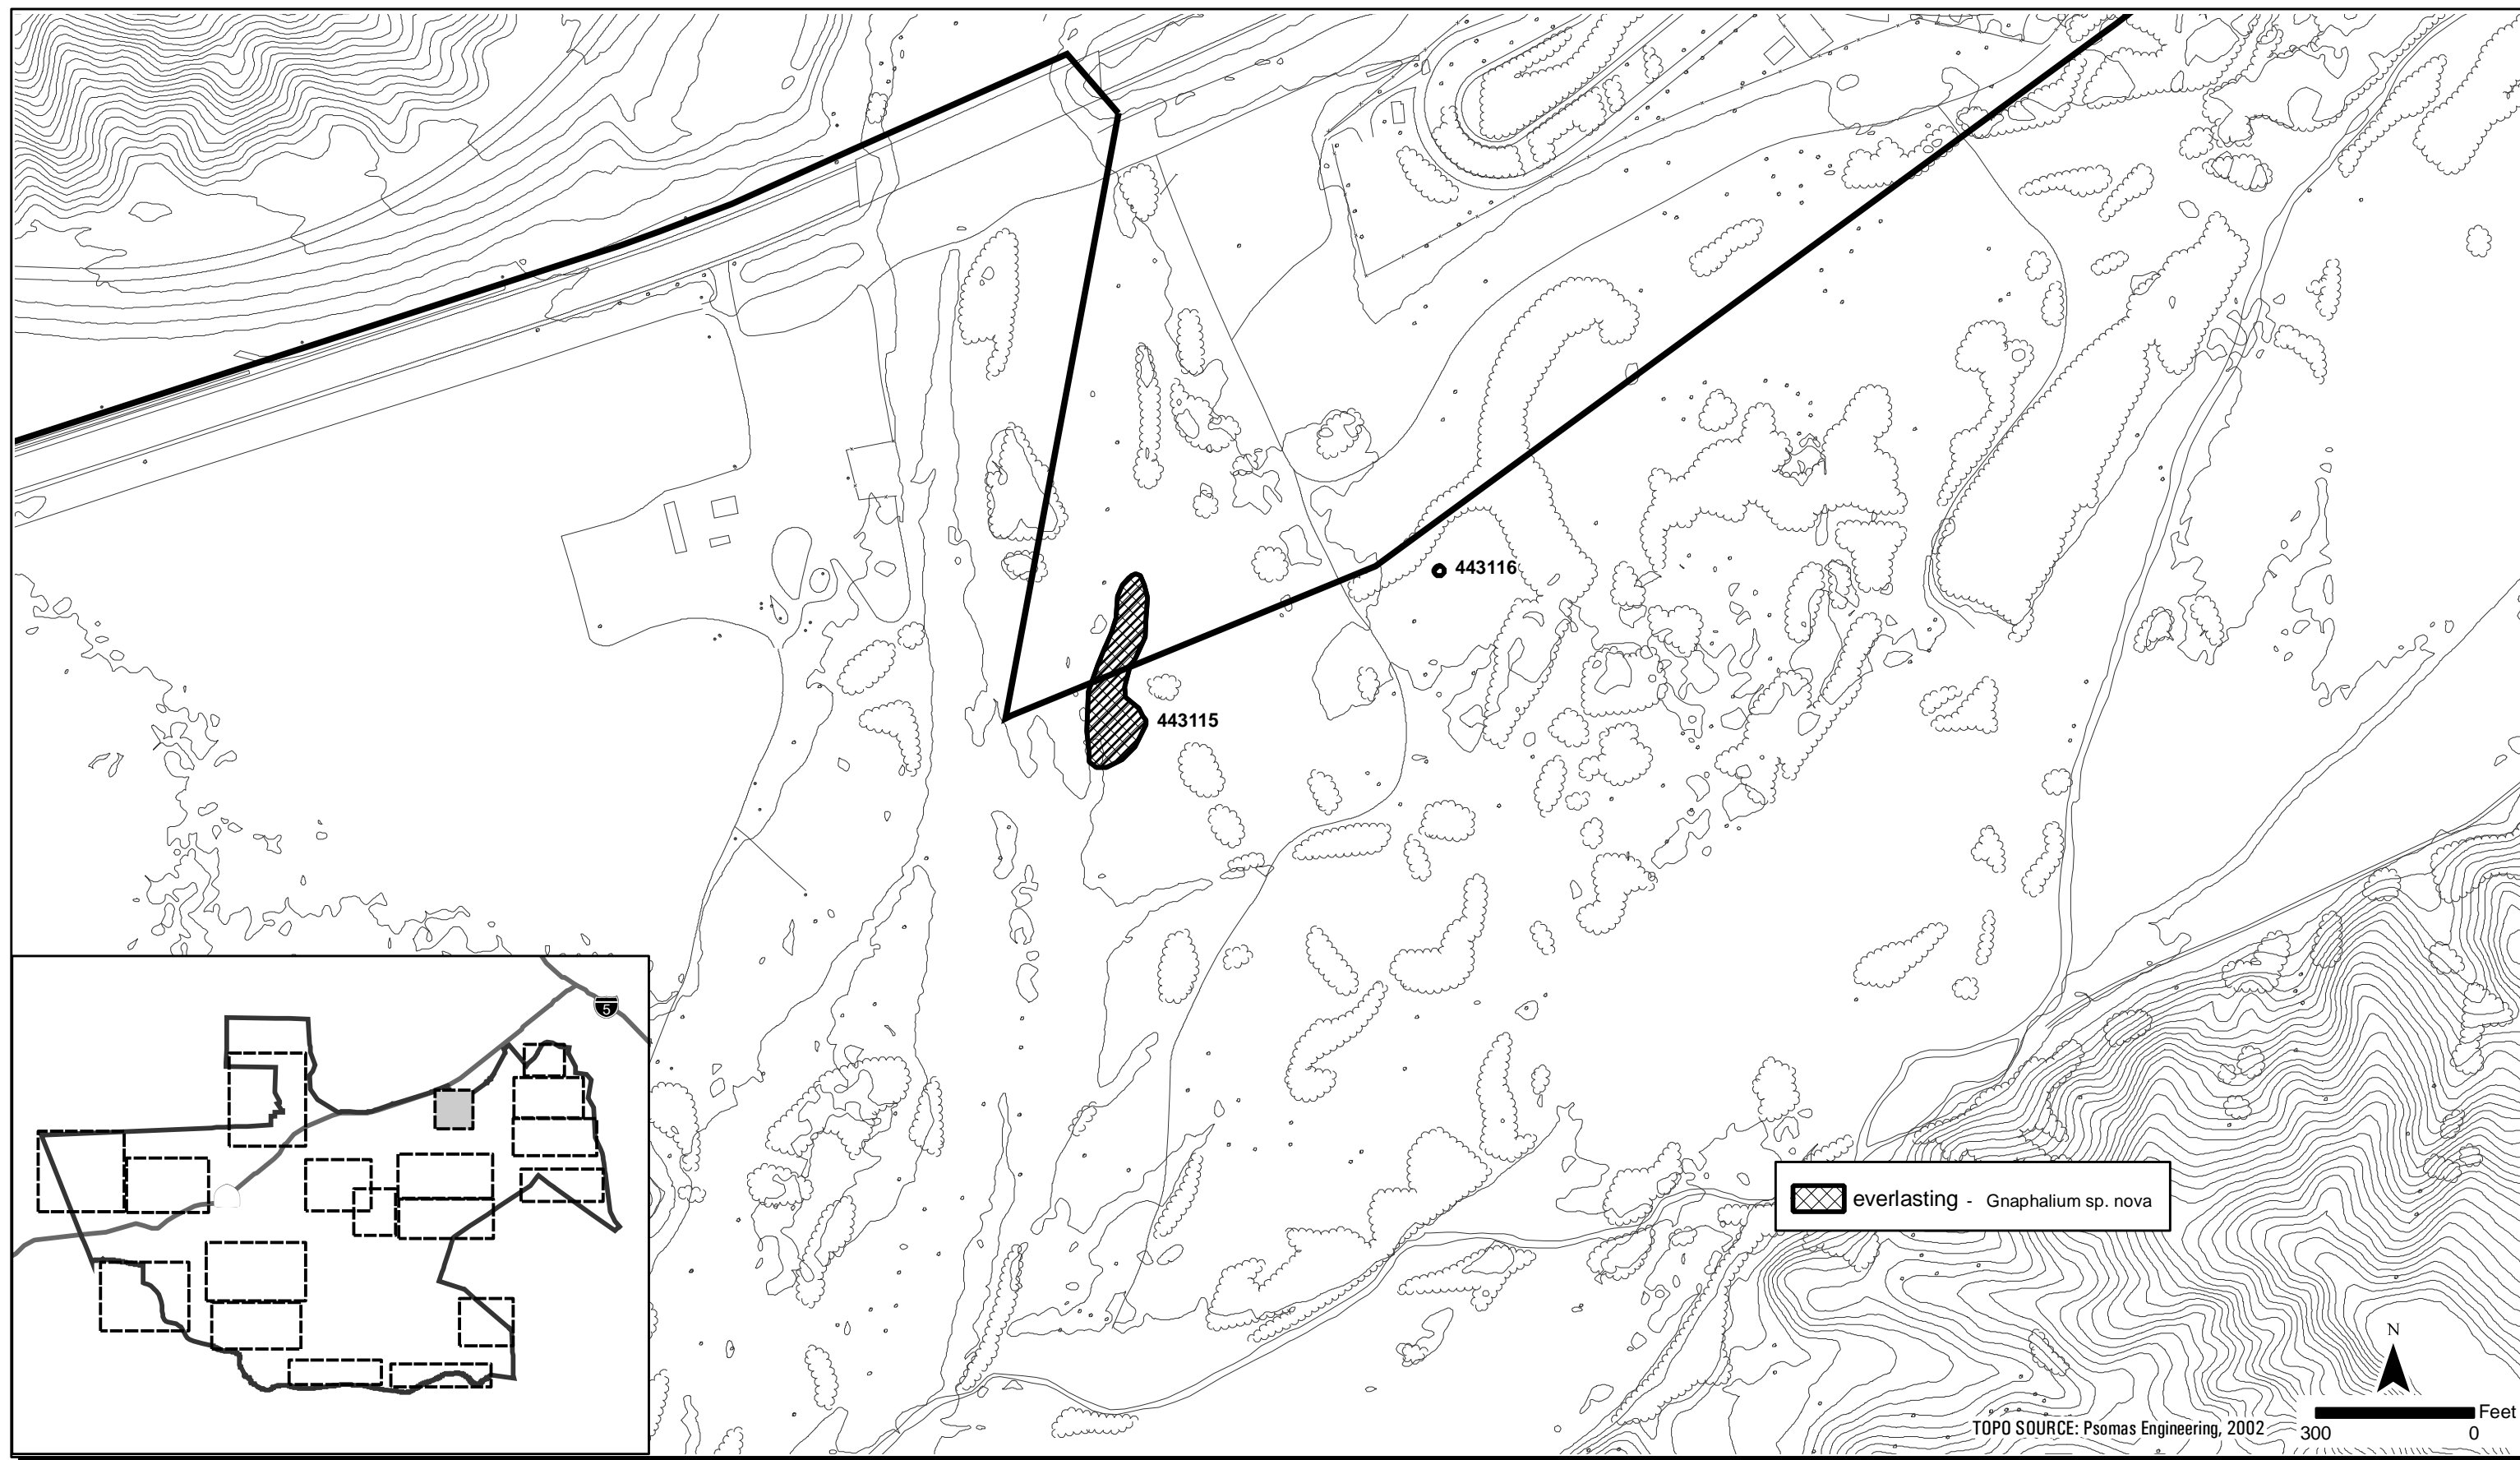 443116
443115
5
everlasting - Gnaphalium sp. nova
N
TOPO SOURCE: Psomas Engineering, 2002
Feet
300 0